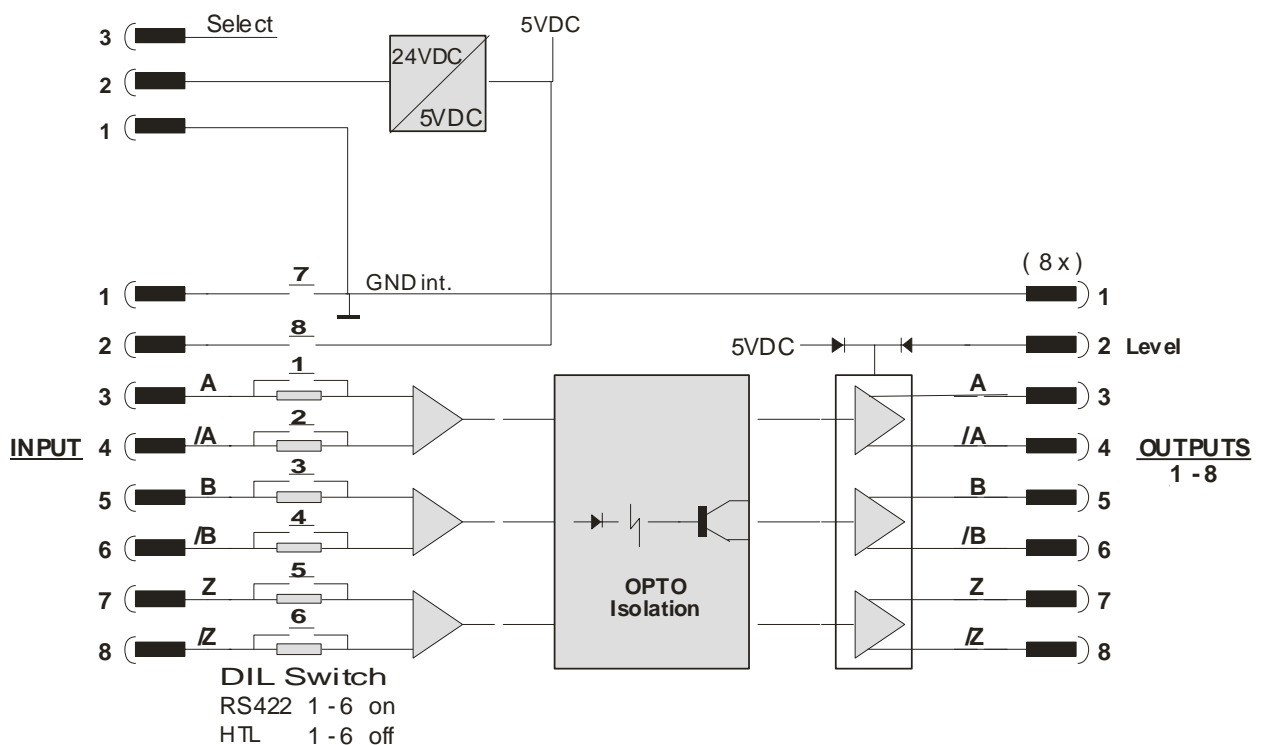 3 Select
5VDC
24VDC
2
5VDC
1
( 8 x )
7
1 GND int. 1
8
2 5VDC 2 Level
1
3 A A 3
2
INPUT 4 /A /A 4 OUTPUTS
1 - 8
3
5 B B 5
4
6 /B /B 6
5
OPTO
Isolation
7 Z Z 7
6
8 /Z /Z 8
DIL Switch
RS422 1 - 6 on
HTL 1 - 6 off